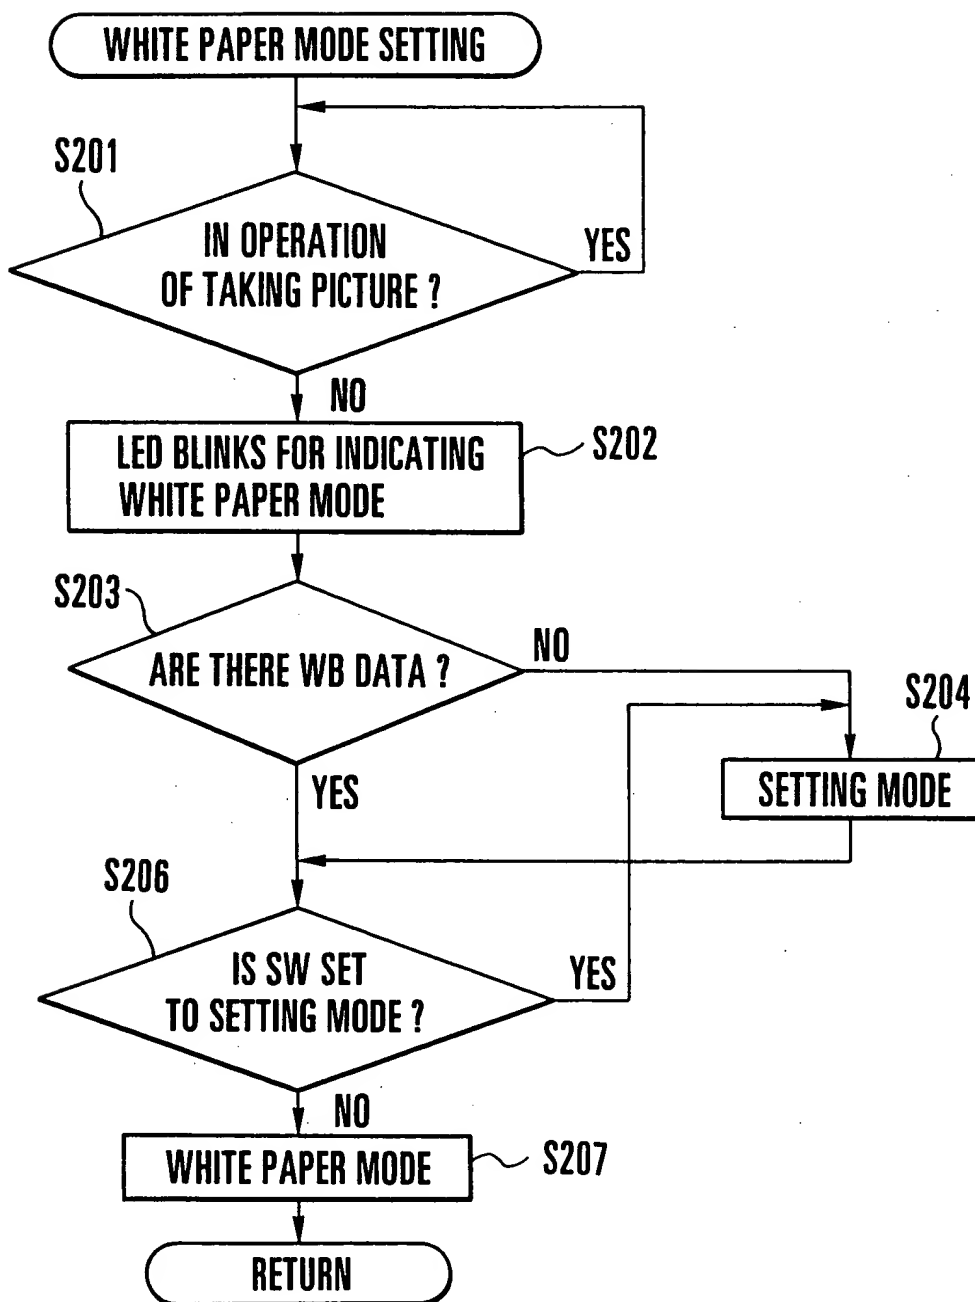 WHITE PAPER MODE SETTING
S201
IN OPERATION
OF TAKING PICTURE ?
YES
NO
LED BLINKS FOR INDICATING
WHITE PAPER MODE
S202
S203
ARE THERE WB DATA ?
NO
YES
S204
SETTING MODE
S206
IS SW SET
TO SETTING MODE ?
YES
NO
WHITE PAPER MODE
S207
RETURN